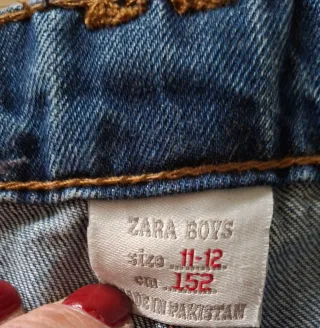 ZARA BOYS
size 11-12
cm 152
MADE IN PAKISTAN